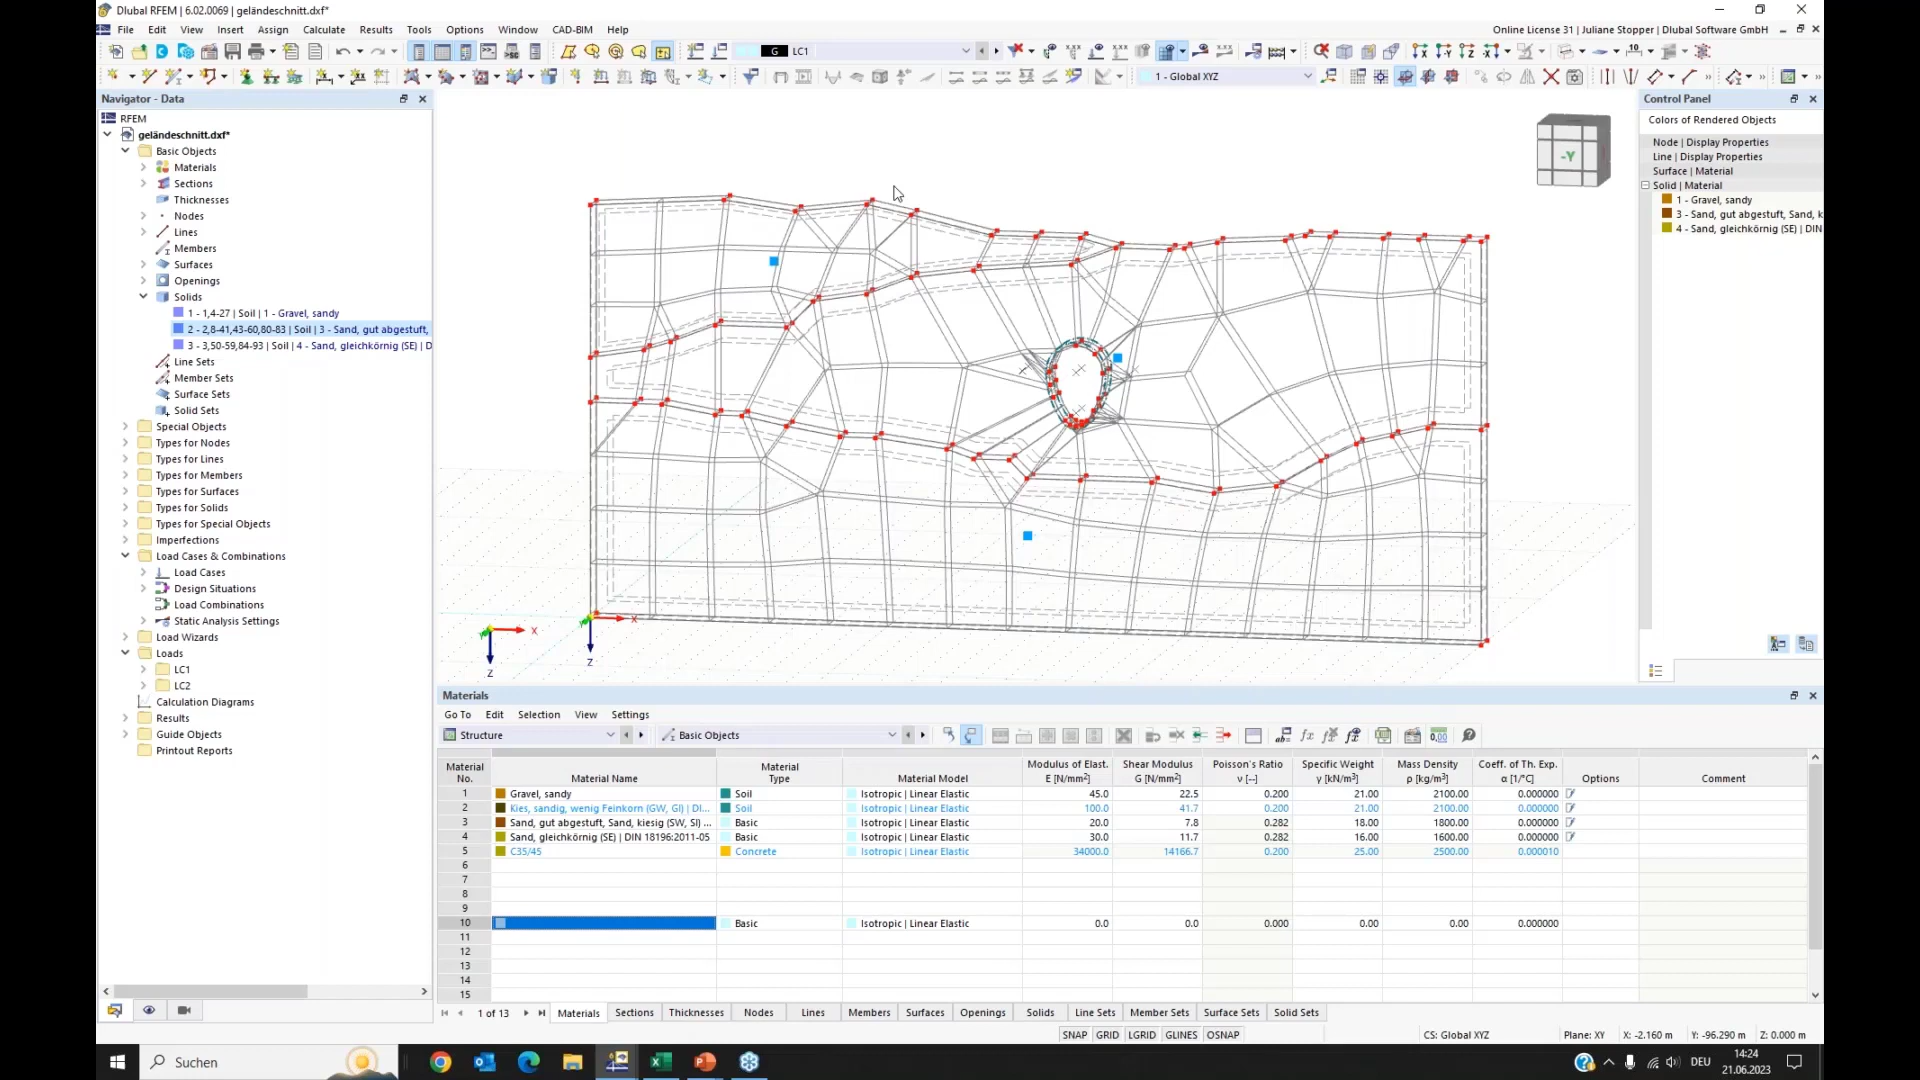 Dlubal RFEM | 6.02.0069 | geländeschnitt.dxf*
File Edit View Insert Assign Calculate Results Tools Options Window CAD-BIM Help
Online License 31 | Juliane Stopper | Dlubal Software GmbH
G LC1
1 - Global XYZ
Navigator - Data
RFEM
geländeschnitt.dxf*
Basic Objects
Materials
Sections
Thicknesses
Nodes
Lines
Members
Surfaces
Openings
Solids
1 - 1,4-27 | Soil | 1 - Gravel, sandy
2 - 2,8-41,43-60,80-83 | Soil | 3 - Sand, gut abgestuft,
3 - 3,50-59,84-93 | Soil | 4 - Sand, gleichkörnig (SE) | D
Line Sets
Member Sets
Surface Sets
Solid Sets
Special Objects
Types for Nodes
Types for Lines
Types for Members
Types for Surfaces
Types for Solids
Types for Special Objects
Imperfections
Load Cases & Combinations
Load Cases
Design Situations
Load Combinations
Static Analysis Settings
Load Wizards
Loads
LC1
LC2
Calculation Diagrams
Results
Guide Objects
Printout Reports
-Y
X
Z
X
Z
Control Panel
Colors of Rendered Objects
Node | Display Properties
Line | Display Properties
Surface | Material
Solid | Material
1 - Gravel, sandy
3 - Sand, gut abgestuft, Sand, k
4 - Sand, gleichkörnig (SE) | DIN
Materials
Go To Edit Selection View Settings
Structure Basic Objects
Material No. Material Name Material Type Material Model Modulus of Elast. E [N/mm²] Shear Modulus G [N/mm²] Poisson's Ratio ν [--] Specific Weight γ [kN/m³] Mass Density ρ [kg/m³] Coeff. of Th. Exp. α [1/°C] Options Comment
1 Gravel, sandy Soil Isotropic | Linear Elastic 45.0 22.5 0.200 21.00 2100.00 0.000000
2 Kies, sandig, wenig Feinkorn (GW, GI) | DI... Soil Isotropic | Linear Elastic 100.0 41.7 0.200 21.00 2100.00 0.000000
3 Sand, gut abgestuft, Sand, kiesig (SW, SI) ... Basic Isotropic | Linear Elastic 20.0 7.8 0.282 18.00 1800.00 0.000000
4 Sand, gleichkörnig (SE) | DIN 18196:2011-05 Basic Isotropic | Linear Elastic 30.0 11.7 0.282 16.00 1600.00 0.000000
5 C35/45 Concrete Isotropic | Linear Elastic 34000.0 14166.7 0.200 25.00 2500.00 0.000010
6
7
8
9
10 Basic Isotropic | Linear Elastic 0.0 0.0 0.000 0.00 0.00 0.000000
11
12
13
14
15
1 of 13 Materials Sections Thicknesses Nodes Lines Members Surfaces Openings Solids Line Sets Member Sets Surface Sets Solid Sets
SNAP GRID LGRID GLINES OSNAP CS: Global XYZ Plane: XY X: -2.160 m Y: -96.290 m Z: 0.000 m
Suchen
DEU
14:24
21.06.2023